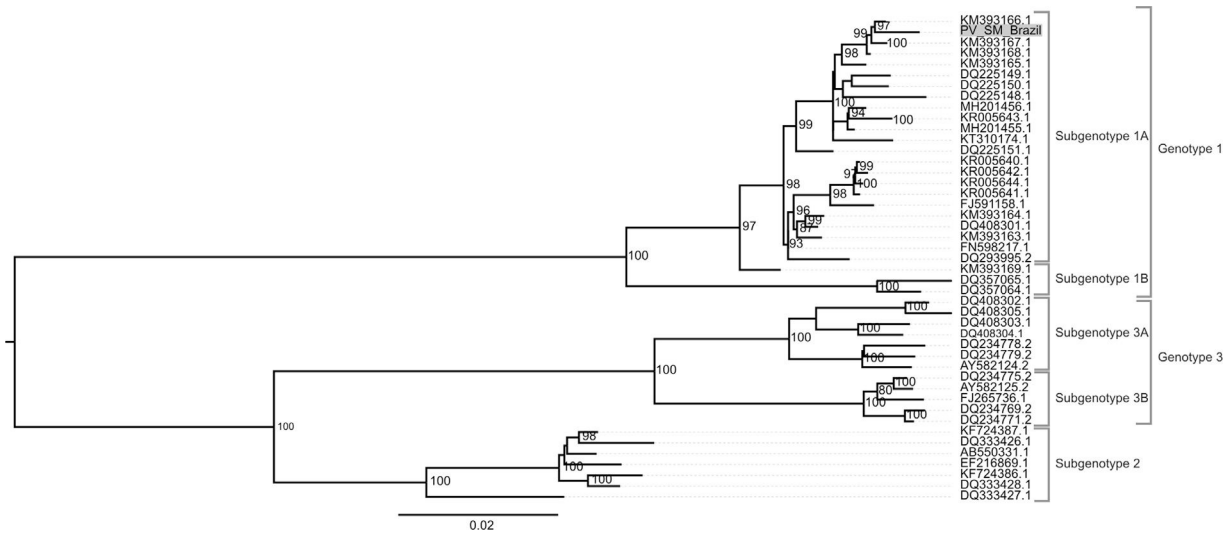 KM393166.1
97
PV_SM_Brazil
99
KM393167.1
100
KM393168.1
98
KM393165.1
DQ225149.1
DQ225150.1
DQ225148.1
100
MH201456.1
94
KR005643.1
100
MH201455.1
99
KT310174.1
Subgenotype 1A
DQ225151.1
Genotype 1
KR005640.1
99
KR005642.1
97
KR005644.1
100
98
KR005641.1
98
FJ591158.1
96
KM393164.1
99
DQ408301.1
87
97
KM393163.1
93
FN598217.1
100
DQ293995.2
KM393169.1
DQ357065.1
Subgenotype 1B
100
DQ357064.1
DQ408302.1
100
DQ408305.1
DQ408303.1
100
Subgenotype 3A
DQ408304.1
100
DQ234778.2
DQ234779.2
100
Genotype 3
AY582124.2
100
DQ234775.2
100
AY582125.2
80
FJ265736.1
Subgenotype 3B
100
DQ234769.2
100
DQ234771.2
100
KF724387.1
98
DQ333426.1
AB550331.1
EF216869.1
Subgenotype 2
100
KF724386.1
100
100
DQ333428.1
DQ333427.1
0.02